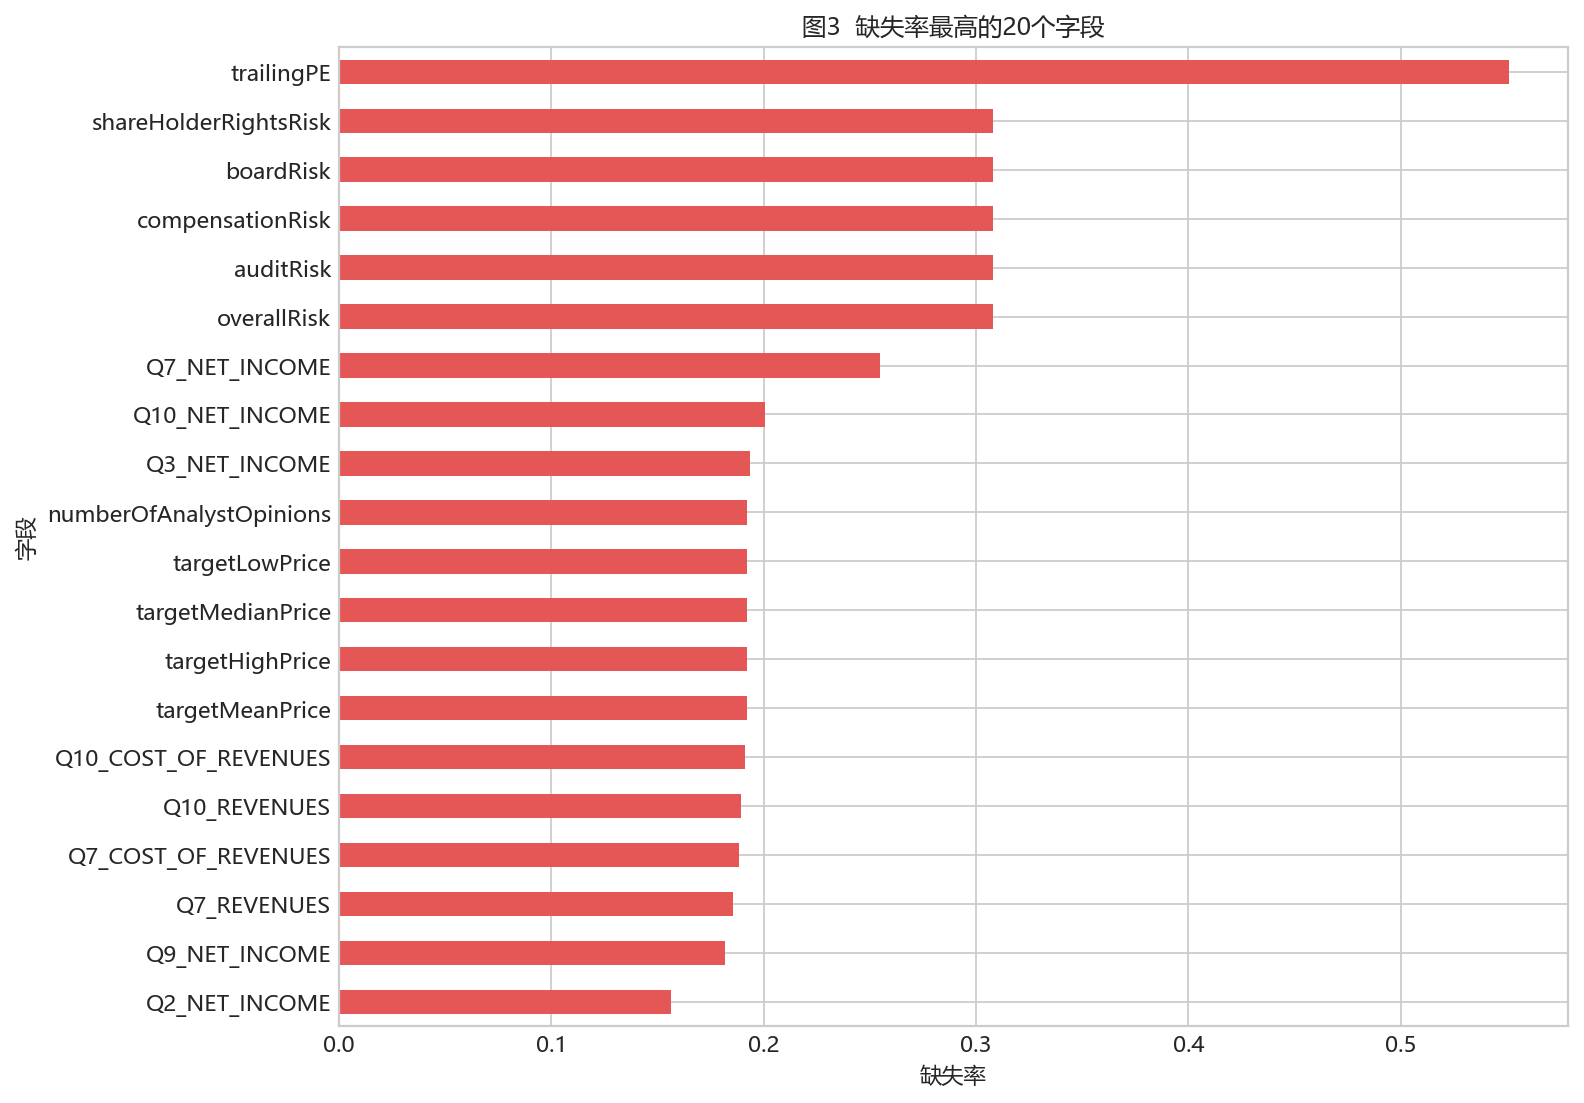 图3 缺失率最高的20个字段
trailingPE
shareHolderRightsRisk
boardRisk
compensationRisk
auditRisk
overallRisk
Q7_NET_INCOME
Q10_NET_INCOME
Q3_NET_INCOME
numberOfAnalystOpinions
targetLowPrice
targetMedianPrice
targetHighPrice
targetMeanPrice
Q10_COST_OF_REVENUES
Q10_REVENUES
Q7_COST_OF_REVENUES
Q7_REVENUES
Q9_NET_INCOME
Q2_NET_INCOME
字段
0.0 0.1 0.2 0.3 0.4 0.5
缺失率